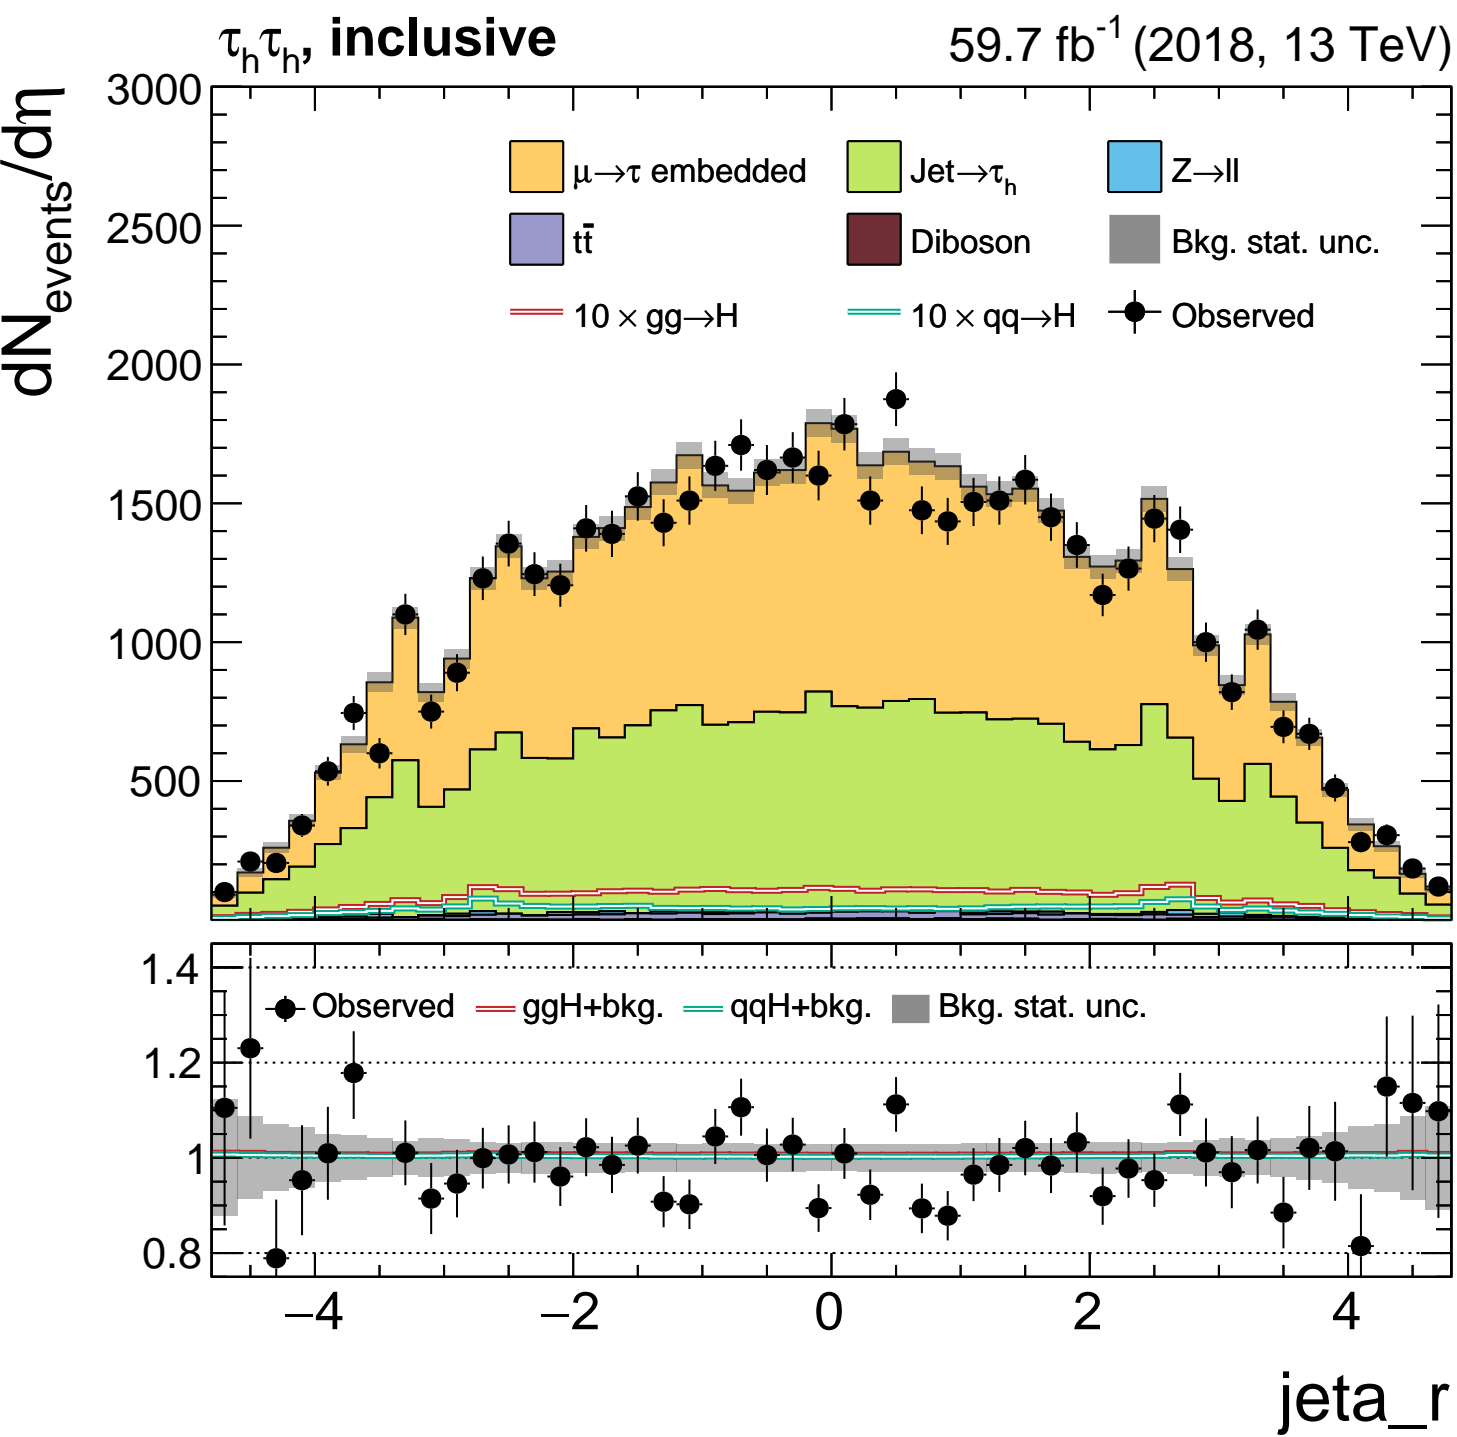 τhτh, inclusive 59.7 fb-1 (2018, 13 TeV)
dNevents/dη
3000
2500
2000
1500
1000
500
μ→τ embedded Jet→τh Z→ll
tt̄ Diboson Bkg. stat. unc.
10 × gg→H 10 × qq→H Observed
1.4
1.2
1
0.8
Observed ggH+bkg. qqH+bkg. Bkg. stat. unc.
−4 −2 0 2 4
jeta_r